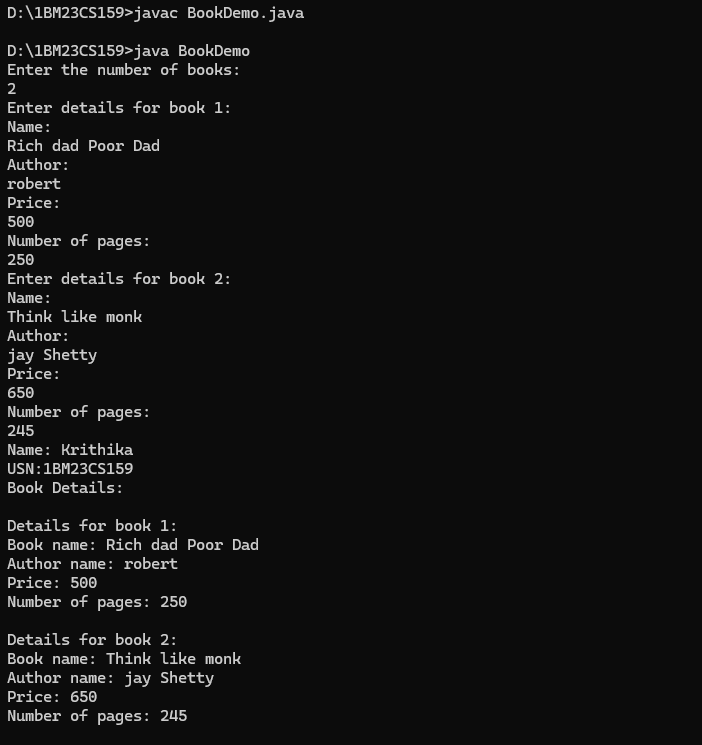 D:\1BM23CS159>javac BookDemo.java
D:\1BM23CS159>java BookDemo
Enter the number of books:
2
Enter details for book 1:
Name:
Rich dad Poor Dad
Author:
robert
Price:
500
Number of pages:
250
Enter details for book 2:
Name:
Think like monk
Author:
jay Shetty
Price:
650
Number of pages:
245
Name: Krithika
USN:1BM23CS159
Book Details:
Details for book 1:
Book name: Rich dad Poor Dad
Author name: robert
Price: 500
Number of pages: 250
Details for book 2:
Book name: Think like monk
Author name: jay Shetty
Price: 650
Number of pages: 245